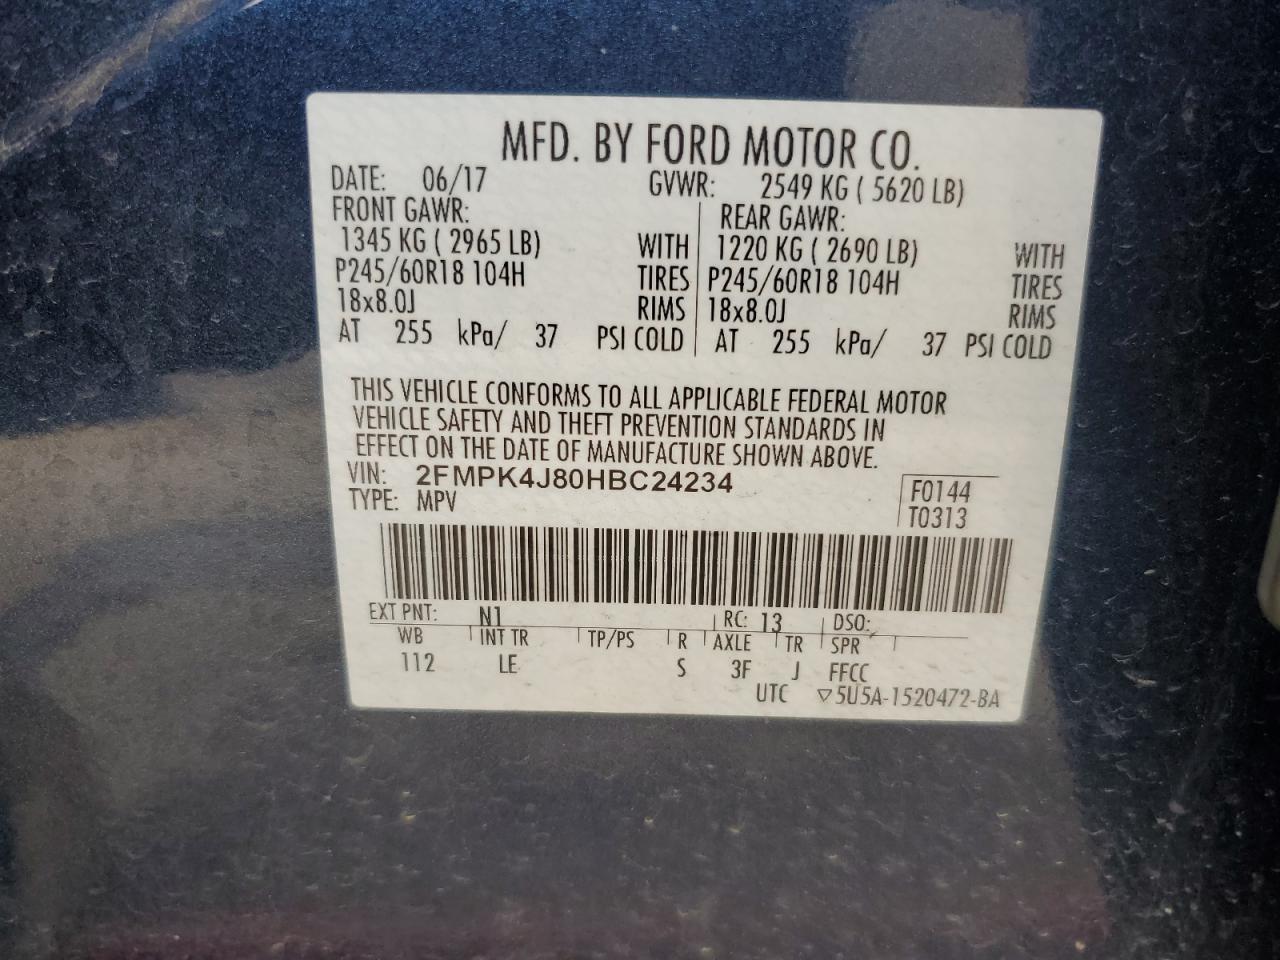 MFD. BY FORD MOTOR CO.
DATE: 06/17 GVWR: 2549 KG ( 5620 LB)
FRONT GAWR: REAR GAWR:
1345 KG ( 2965 LB) WITH 1220 KG ( 2690 LB) WITH
P245/60R18 104H TIRES P245/60R18 104H TIRES
18x8.0J RIMS 18x8.0J RIMS
AT 255 kPa/ 37 PSI COLD AT 255 kPa/ 37 PSI COLD
THIS VEHICLE CONFORMS TO ALL APPLICABLE FEDERAL MOTOR
VEHICLE SAFETY AND THEFT PREVENTION STANDARDS IN
EFFECT ON THE DATE OF MANUFACTURE SHOWN ABOVE.
VIN: 2FMPK4J80HBC24234 F0144
TYPE: MPV T0313
EXT PNT: N1 RC: 13 DSO:
WB INT TR TP/PS R AXLE TR SPR
112 LE S 3F J FFCC
UTC ▽5U5A-1520472-BA